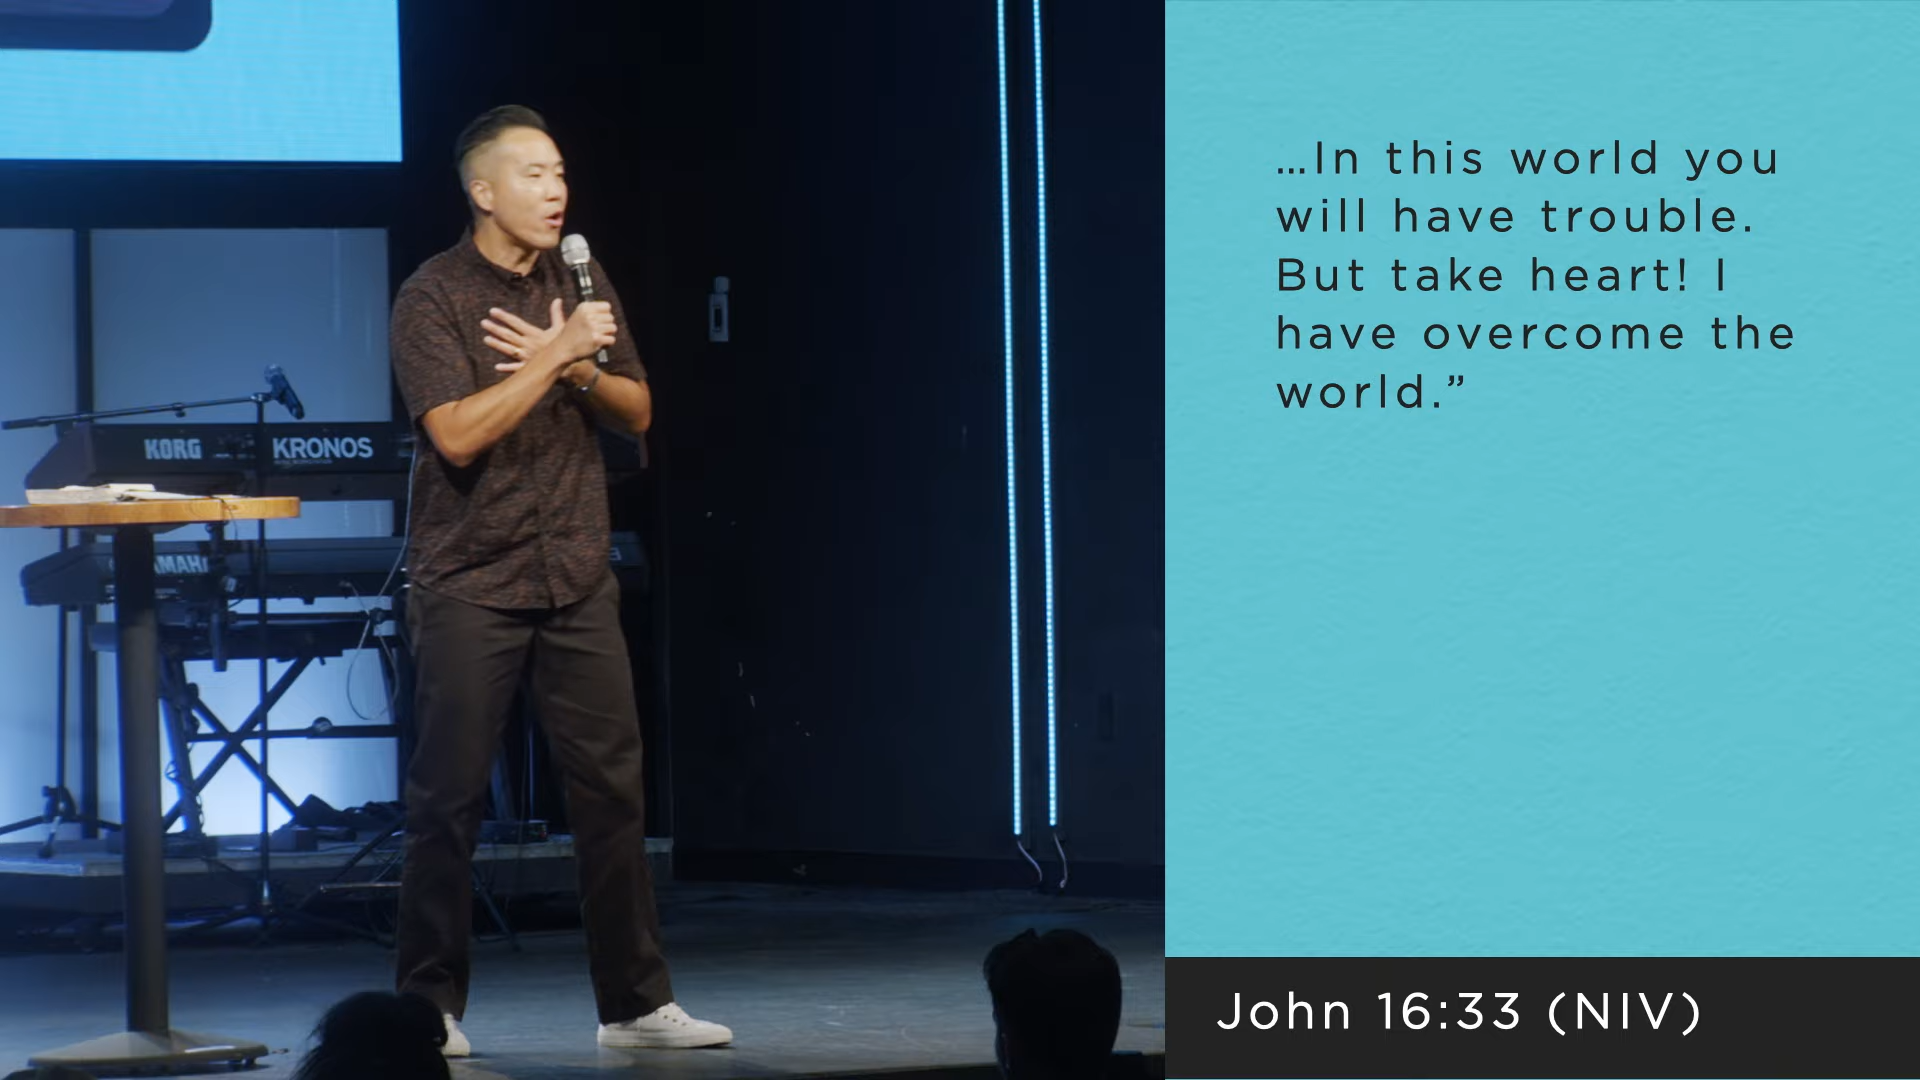 …In this world you
will have trouble.
But take heart! I
have overcome the
world.”
John 16:33 (NIV)
KORG
KRONOS